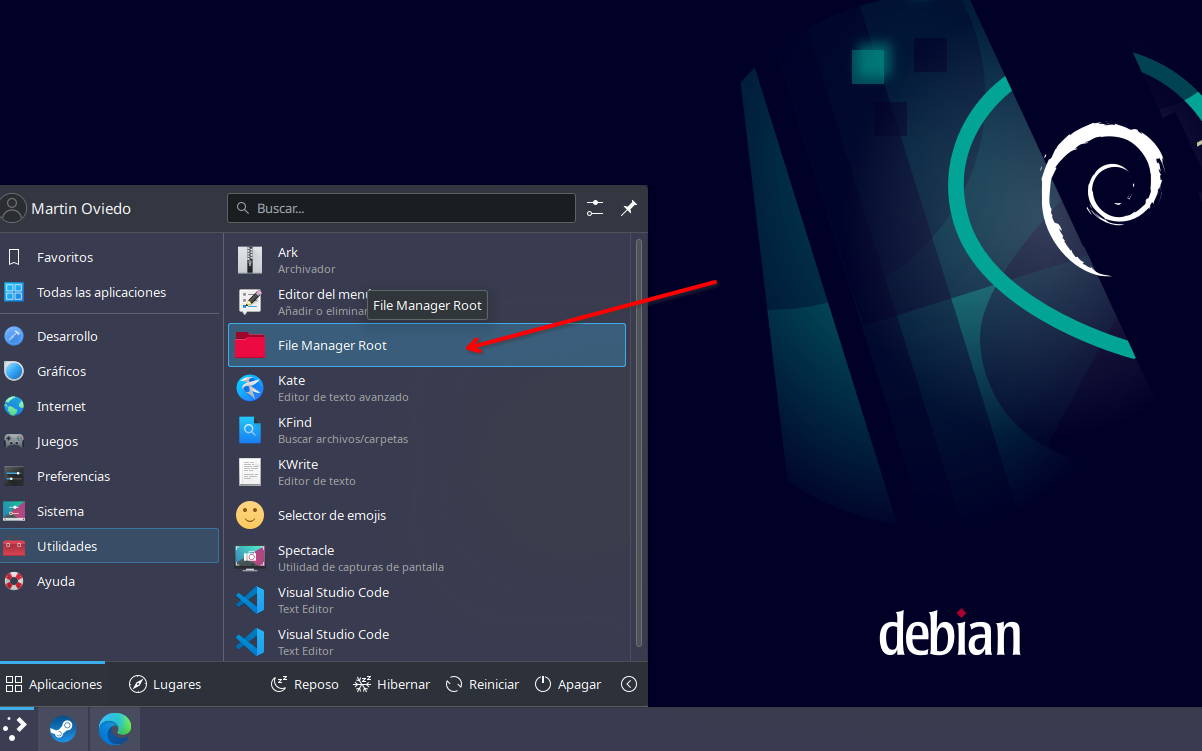 Martin Oviedo
Buscar...
Favoritos
Todas las aplicaciones
Desarrollo
Gráficos
Internet
Juegos
Preferencias
Sistema
Utilidades
Ayuda
Ark
Archivador
Editor del menú
Añadir o eliminar
File Manager Root
File Manager Root
Kate
Editor de texto avanzado
KFind
Buscar archivos/carpetas
KWrite
Editor de texto
Selector de emojis
Spectacle
Utilidad de capturas de pantalla
Visual Studio Code
Text Editor
Visual Studio Code
Text Editor
Aplicaciones
Lugares
Reposo
Hibernar
Reiniciar
Apagar
debian